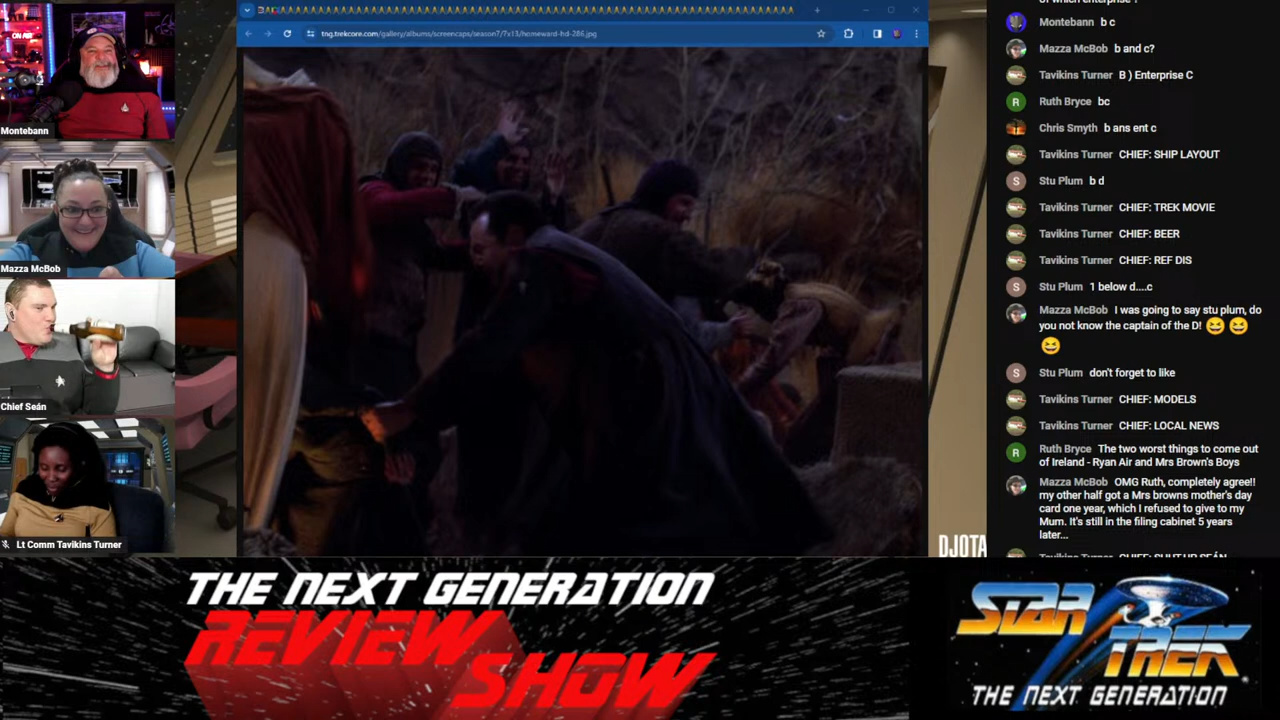 ON AIR
Montebann
Mazza McBob
Chief Seán
Lt Comm Tavikins Turner
tng.trekcore.com/gallery/albums/screencaps/season7/7x13/homeward-hd-286.jpg
Montebann b c
Mazza McBob b and c?
Tavikins Turner B ) Enterprise C
R Ruth Bryce bc
Chris Smyth b ans ent c
Tavikins Turner CHIEF: SHIP LAYOUT
S Stu Plum b d
Tavikins Turner CHIEF: TREK MOVIE
Tavikins Turner CHIEF: BEER
Tavikins Turner CHIEF: REF DIS
S Stu Plum 1 below d....c
Mazza McBob I was going to say stu plum, do
you not know the captain of the D! 😆 😆
😆
S Stu Plum don't forget to like
Tavikins Turner CHIEF: MODELS
Tavikins Turner CHIEF: LOCAL NEWS
R Ruth Bryce The two worst things to come out
of Ireland - Ryan Air and Mrs Brown's Boys
Mazza McBob OMG Ruth, completely agree!!
my other half got a Mrs browns mother's day
card one year, which I refused to give to my
Mum. It's still in the filing cabinet 5 years
later...
DJOTA
THE NEXT GENERATION
REVIEW
SHOW
STAR
TREK
THE NEXT GENERATION